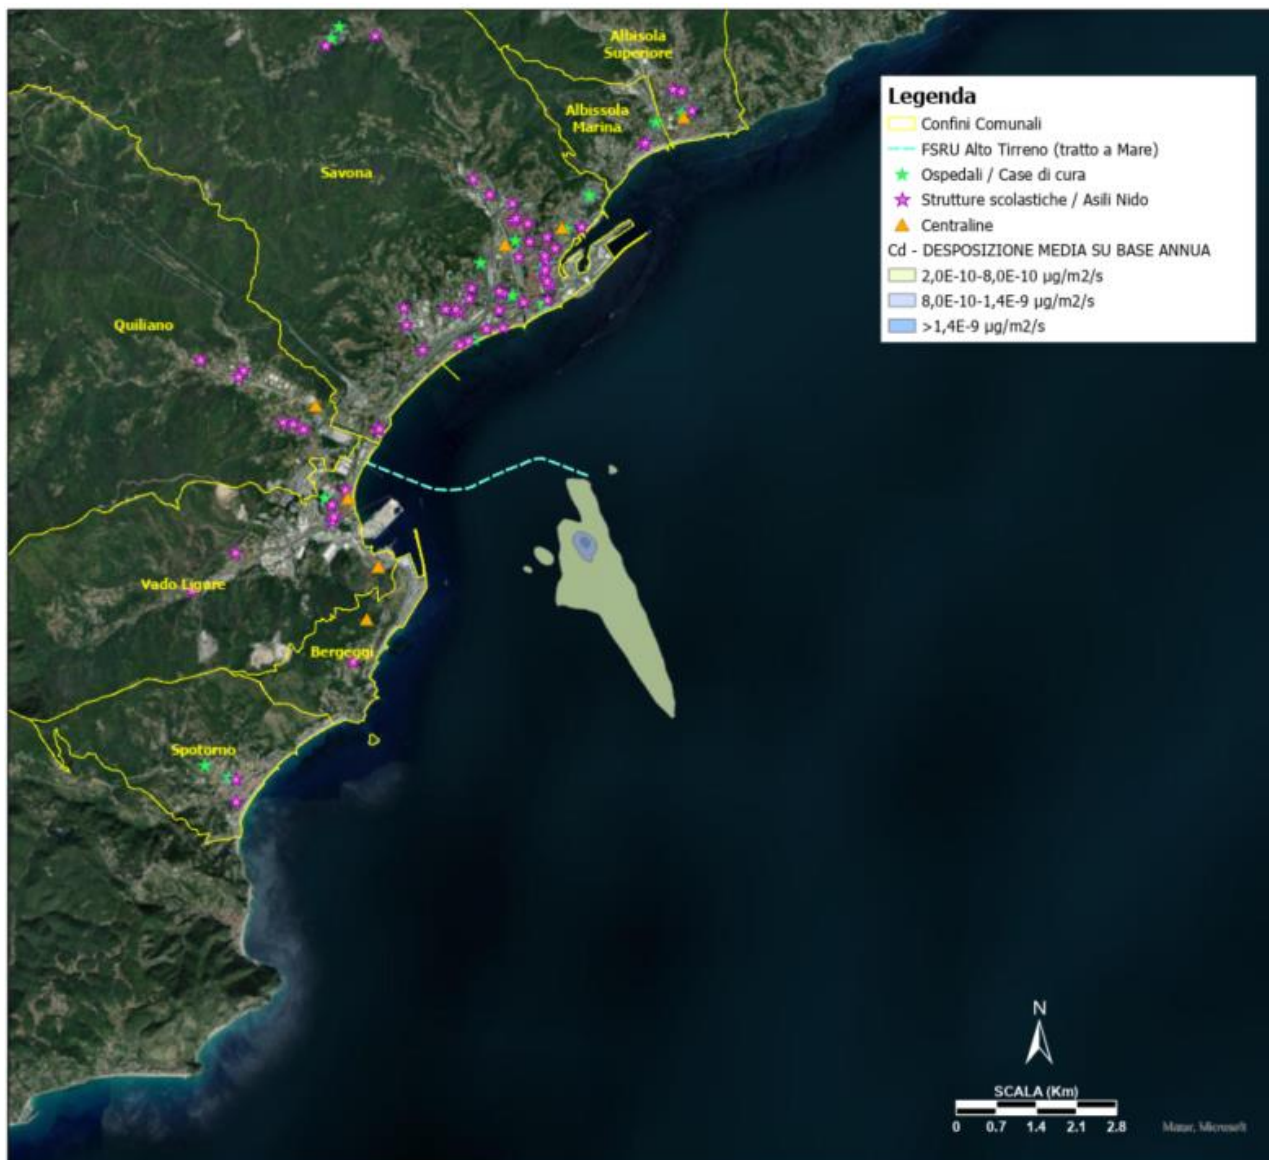 Albisola
Superiore
Albissola
Marina
Savona
Quiliano
Vado Ligure
Bergeggi
Spotorno
Legenda
Confini Comunali
FSRU Alto Tirreno (tratto a Mare)
Ospedali / Case di cura
Strutture scolastiche / Asili Nido
Centraline
Cd - DESPOSIZIONE MEDIA SU BASE ANNUA
2,0E-10-8,0E-10 µg/m2/s
8,0E-10-1,4E-9 µg/m2/s
>1,4E-9 µg/m2/s
N
SCALA (Km)
0 0.7 1.4 2.1 2.8
Maxar, Microsoft